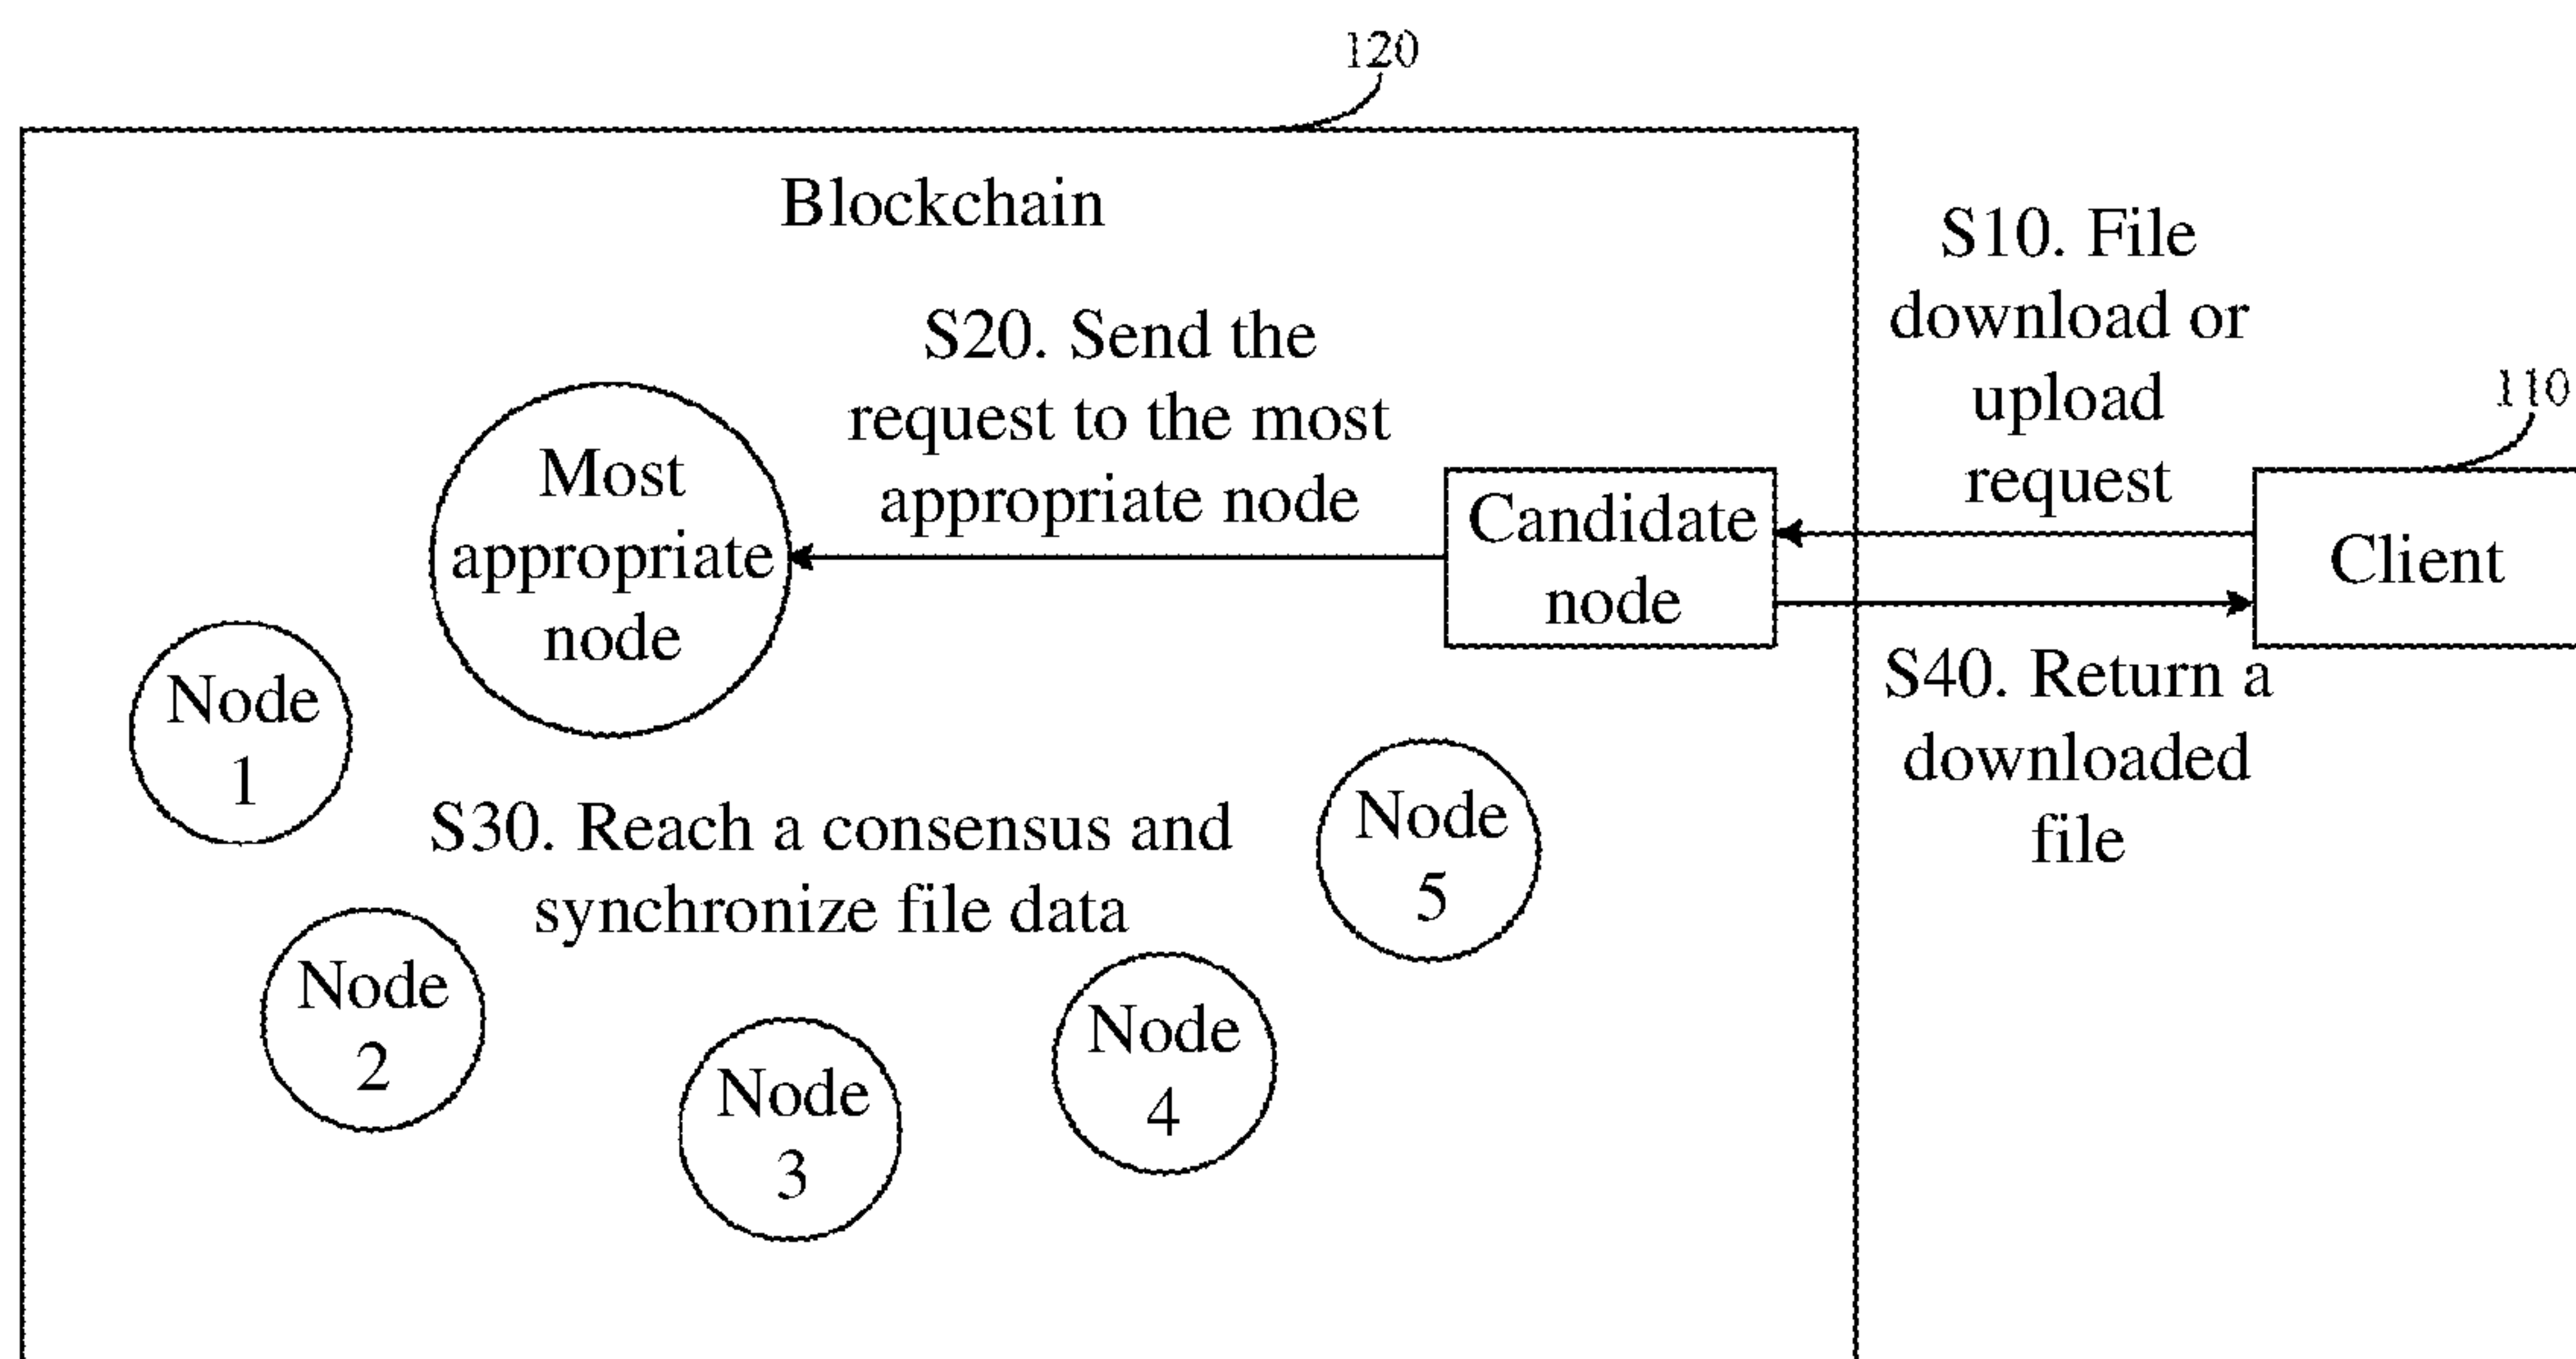 120
Blockchain
S10. File
download or
upload
request
110
S20. Send the
request to the most
appropriate node
Most
appropriate
node
Candidate
node
Client
S40. Return a
downloaded
file
Node
1
S30. Reach a consensus and
synchronize file data
Node
5
Node
2
Node
3
Node
4